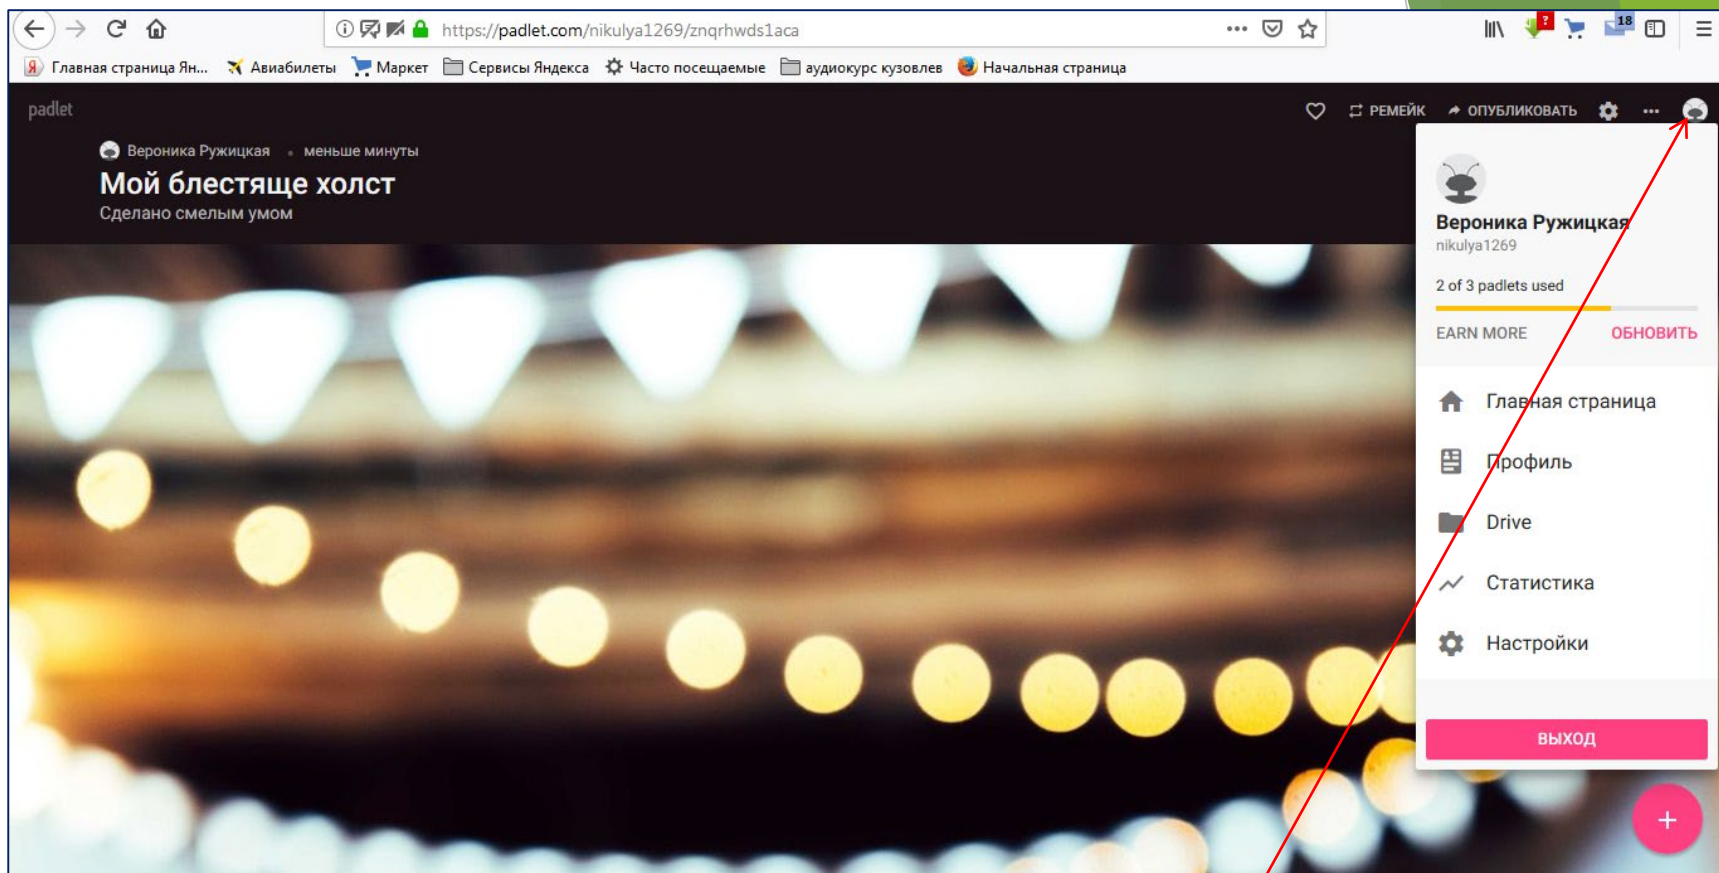 https://padlet.com/nikulya1269/znqrhwds1aca
? 18
Главная страница Ян... Авиабилеты Маркет Сервисы Яндекса Часто посещаемые аудиокурс кузовлев Начальная страница
padlet
РЕМЕЙК ОПУБЛИКОВАТЬ
Вероника Ружицкая • меньше минуты
Мой блестяще холст
Сделано смелым умом
Вероника Ружицкая
nikulya1269
2 of 3 padlets used
EARN MORE ОБНОВИТЬ
Главная страница
Профиль
Drive
Статистика
Настройки
ВЫХОД